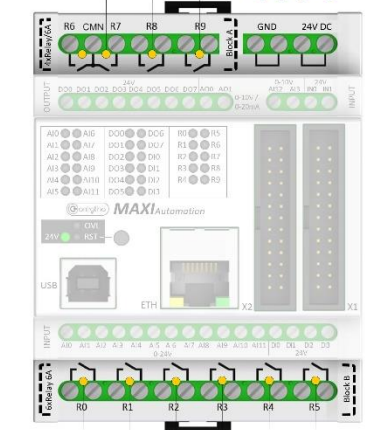 R6 CMN R7 R8 R9 GND 24V DC
4xRelay/6A
Block A
24V 0-10V 24V
DO0 DO1 DO2 DO3 DO4 DO5 DO6 DO7 AO0 AO1 AI12 AI13 IN0 IN1
OUTPUT
0-10V /
0-20mA
INPUT
AI0 AI6 DO0 DO6 R0 R5
AI1 AI7 DO1 DO7 R1 R6
AI2 AI8 DO2 DI0 R2 R7
AI3 AI9 DO3 DI1 R3 R8
AI4 AI10 DO4 DI2 R4 R9
AI5 AI11 DO5 DI3
MAXI Automation
OVL
24V RST
USB
ETH
X2
X1
INPUT
AI0 AI1 AI2 AI3 AI4 AI5 AI6 AI7 AI8 AI9 AI10 AI11 DI0 DI1 DI2 DI3
0-24V 24V
6xRelay 6A
Block B
R0 R1 R2 R3 R4 R5